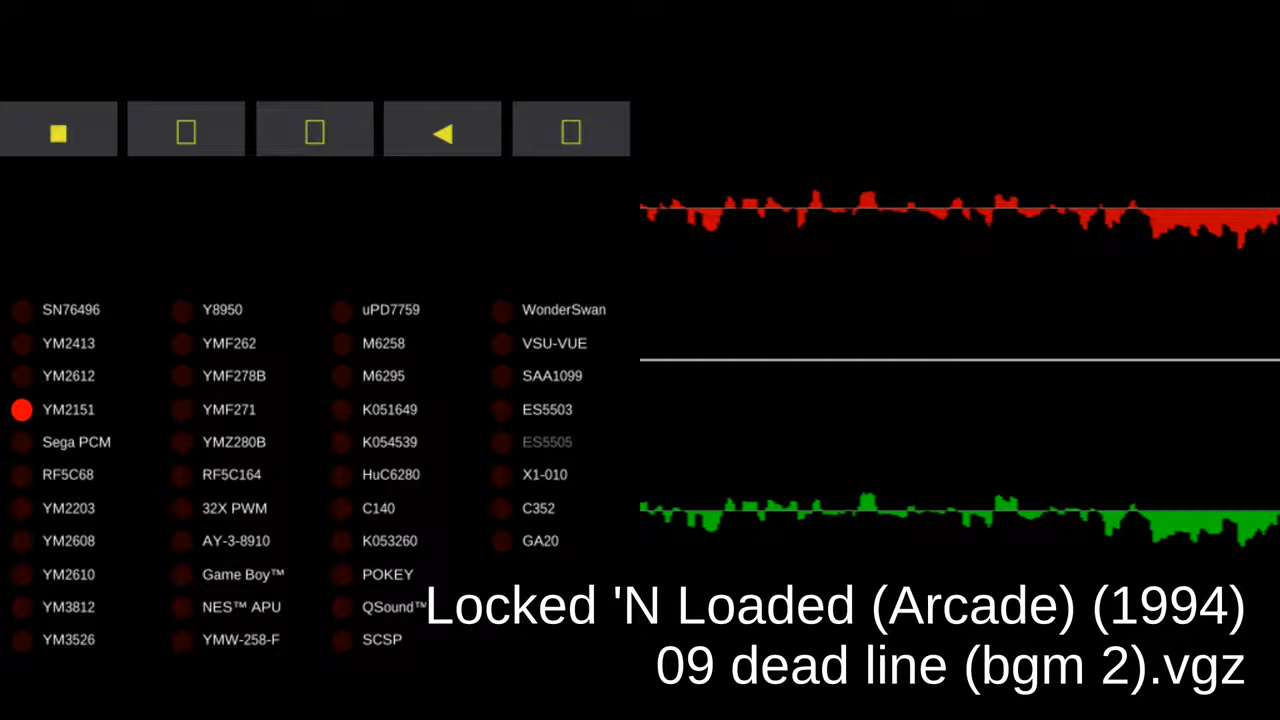 SN76496
YM2413
YM2612
YM2151
Sega PCM
RF5C68
YM2203
YM2608
YM2610
YM3812
YM3526
Y8950
YMF262
YMF278B
YMF271
YMZ280B
RF5C164
32X PWM
AY-3-8910
Game Boy™
NES™ APU
YMW-258-F
uPD7759
M6258
M6295
K051649
K054539
HuC6280
C140
K053260
POKEY
QSound™
SCSP
WonderSwan
VSU-VUE
SAA1099
ES5503
ES5505
X1-010
C352
GA20
Locked 'N Loaded (Arcade) (1994)
09 dead line (bgm 2).vgz